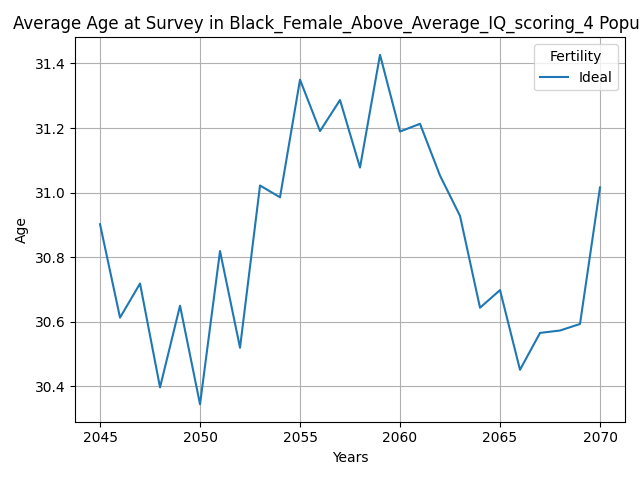 Average Age at Survey in Black_Female_Above_Average_IQ_scoring_4 Popu
Fertility
Ideal
31.4
31.2
31.0
30.8
30.6
30.4
Age
2045 2050 2055 2060 2065 2070
Years